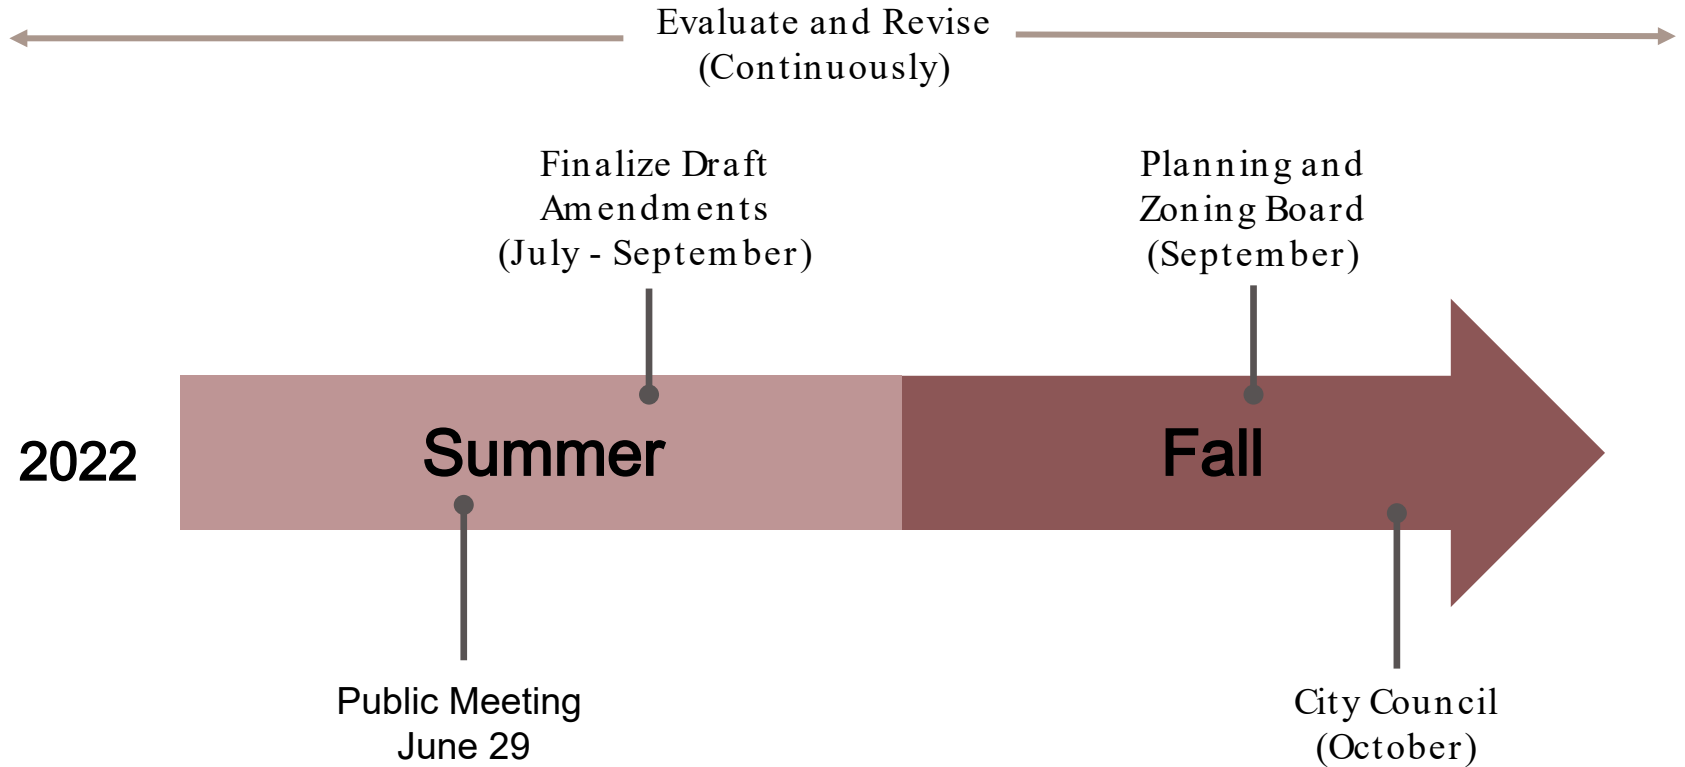 Evaluate and Revise
(Continuously)
Finalize Draft
Amendments
(July - September)
Planning and
Zoning Board
(September)
2022
Summer
Fall
Public Meeting
June 29
City Council
(October)